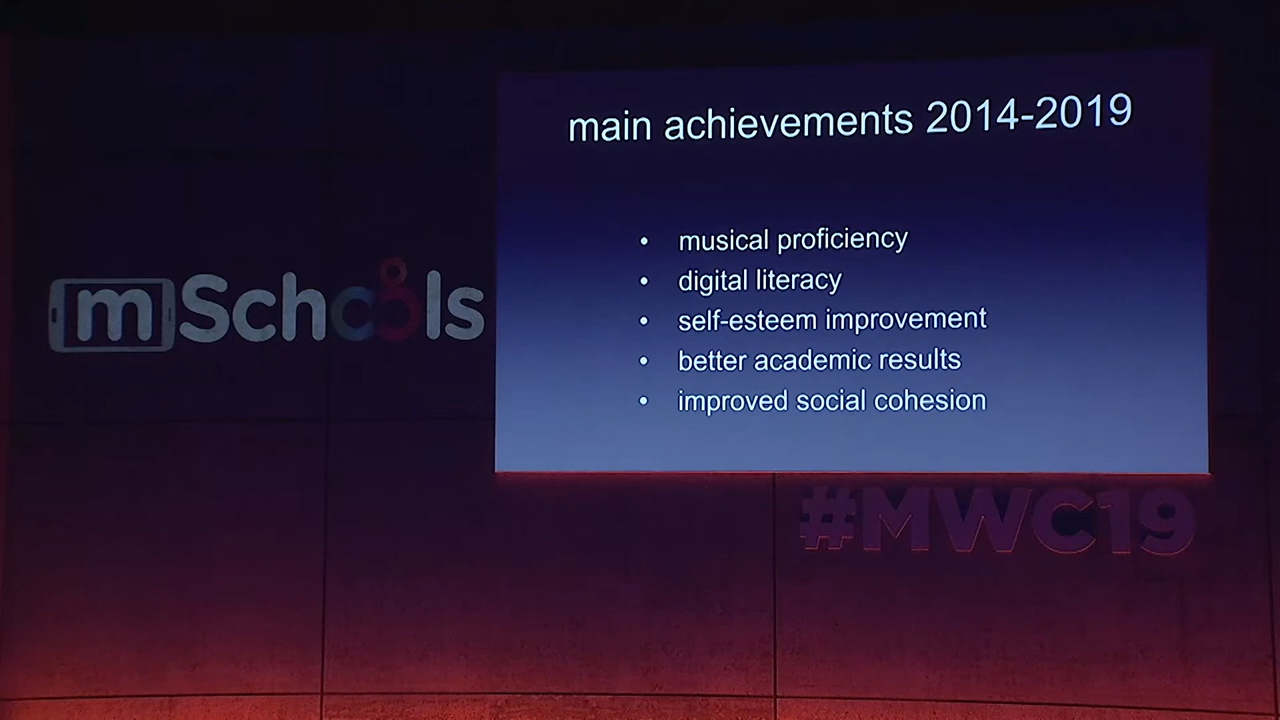 main achievements 2014-2019
• musical proficiency
• digital literacy
• self-esteem improvement
• better academic results
• improved social cohesion
mSchools
#MWC19